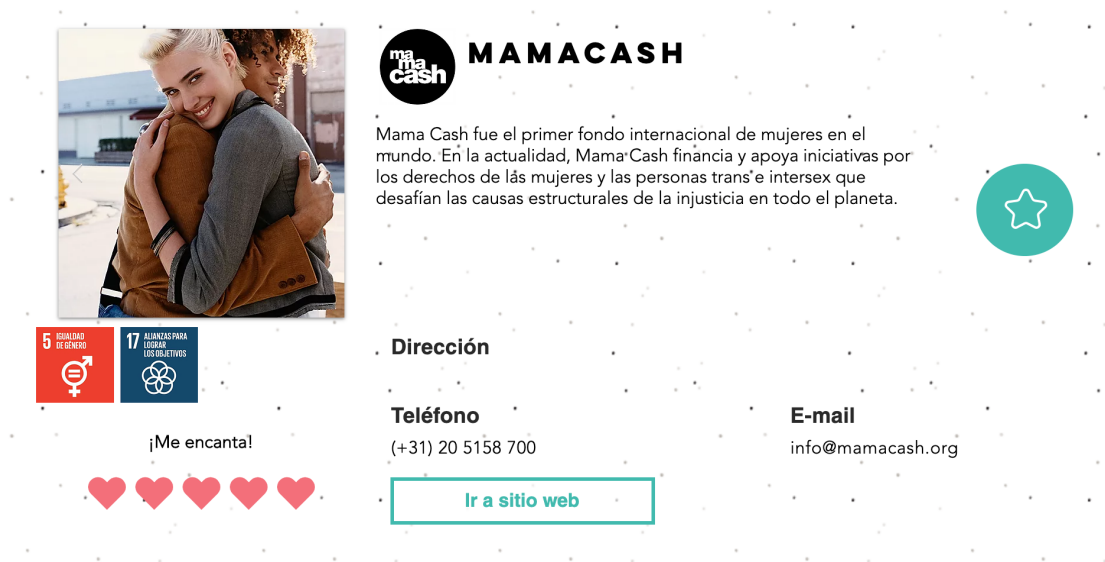 ma
ma
cash
MAMACASH
Mama Cash fue el primer fondo internacional de mujeres en el
mundo. En la actualidad, Mama Cash financia y apoya iniciativas por
los derechos de las mujeres y las personas trans e intersex que
desafían las causas estructurales de la injusticia en todo el planeta.
5 IGUALDAD
DE GÉNERO
17 ALIANZAS PARA
LOGRAR
LOS OBJETIVOS
¡Me encanta!
Dirección
Teléfono
(+31) 20 5158 700
E-mail
info@mamacash.org
Ir a sitio web